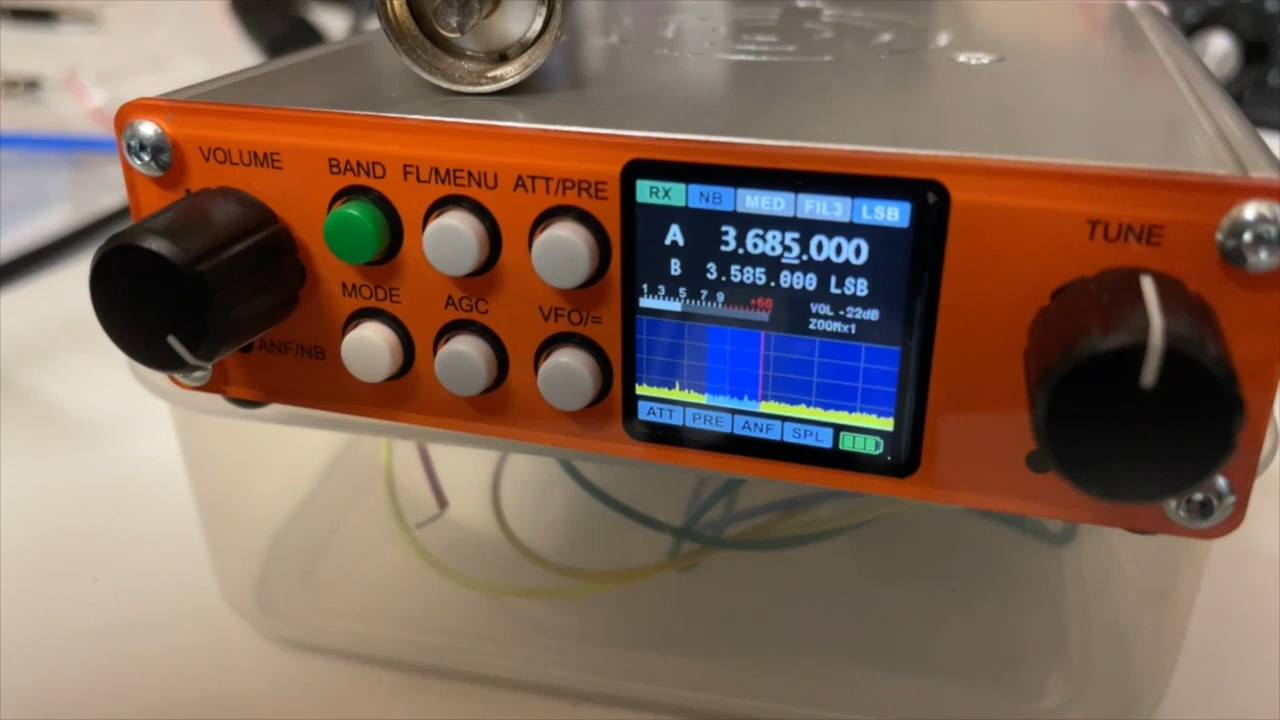 VOLUME
BAND FL/MENU ATT/PRE
MODE AGC VFO/=
ANF/NB
RX NB MED FIL3 LSB
A 3.685.000
B 3.585.000 LSB
1 3 5 7 9 +60
VOL -22dB
ZOOMx1
ATT PRE ANF SPL
TUNE